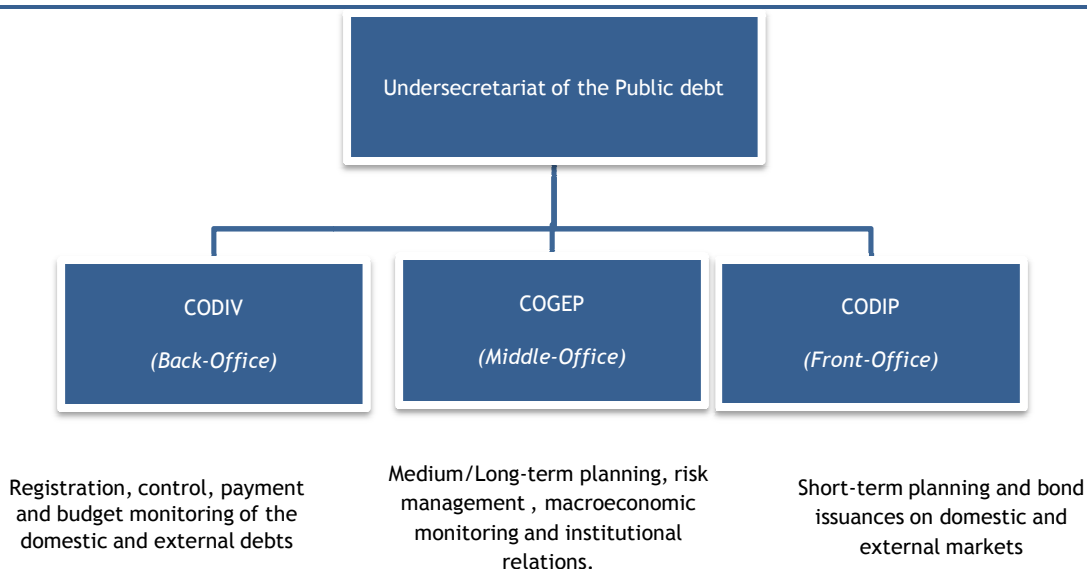 Undersecretariat of the Public debt
CODIV
(Back-Office)
COGEP
(Middle-Office)
CODIP
(Front-Office)
Registration, control, payment
and budget monitoring of the
domestic and external debts
Medium/Long-term planning, risk
management , macroeconomic
monitoring and institutional
relations.
Short-term planning and bond
issuances on domestic and
external markets